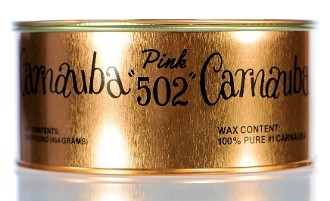 Carnauba "Pink 502" Carnauba
CONTENTS:
POUND (454 GRAMS)
WAX CONTENT:
100% PURE #1 CARNAUBA